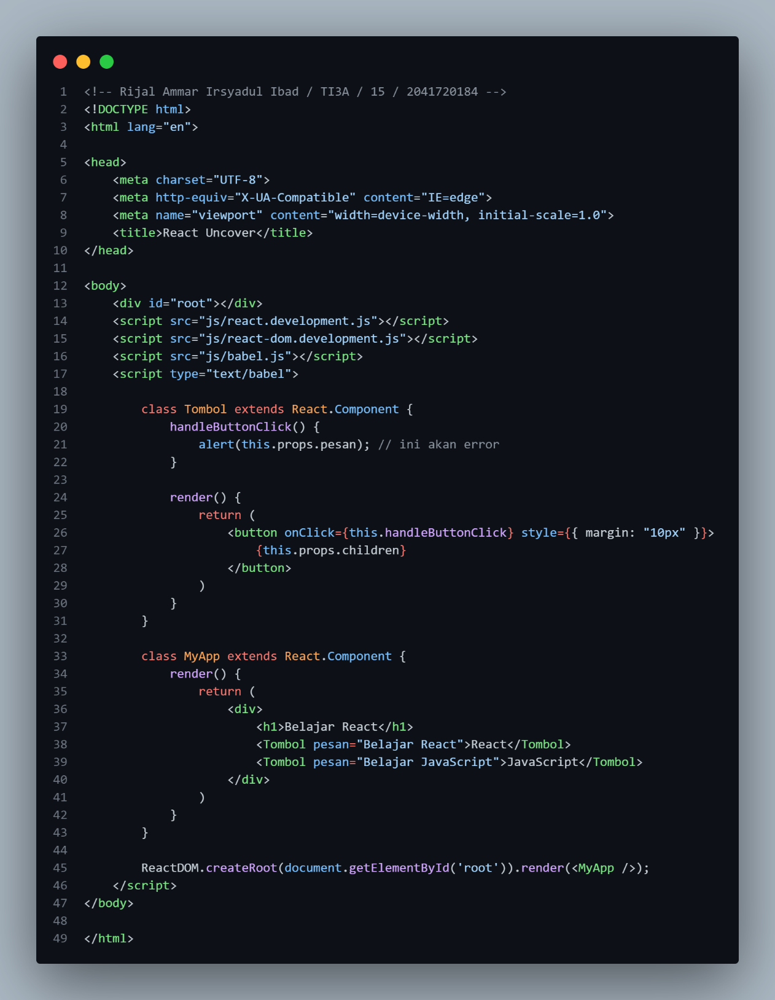 1 <!-- Rijal Ammar Irsyadul Ibad / TI3A / 15 / 2041720184 -->
2 <!DOCTYPE html>
3 <html lang="en">
4
5 <head>
6     <meta charset="UTF-8">
7     <meta http-equiv="X-UA-Compatible" content="IE=edge">
8     <meta name="viewport" content="width=device-width, initial-scale=1.0">
9     <title>React Uncover</title>
10 </head>
11
12 <body>
13     <div id="root"></div>
14     <script src="js/react.development.js"></script>
15     <script src="js/react-dom.development.js"></script>
16     <script src="js/babel.js"></script>
17     <script type="text/babel">
18
19         class Tombol extends React.Component {
20             handleButtonClick() {
21                 alert(this.props.pesan); // ini akan error
22             }
23
24             render() {
25                 return (
26                     <button onClick={this.handleButtonClick} style={{ margin: "10px" }}>
27                         {this.props.children}
28                     </button>
29                 )
30             }
31         }
32
33         class MyApp extends React.Component {
34             render() {
35                 return (
36                     <div>
37                         <h1>Belajar React</h1>
38                         <Tombol pesan="Belajar React">React</Tombol>
39                         <Tombol pesan="Belajar JavaScript">JavaScript</Tombol>
40                     </div>
41                 )
42             }
43         }
44
45         ReactDOM.createRoot(document.getElementById('root')).render(<MyApp />);
46     </script>
47 </body>
48
49 </html>